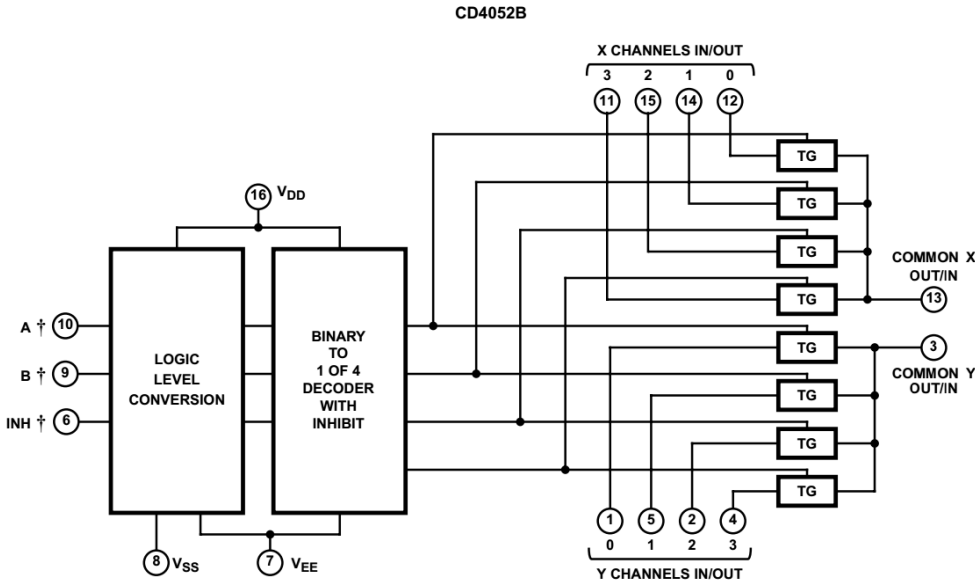 CD4052B
X CHANNELS IN/OUT
3 2 1 0
11 15 14 12
TG
TG
TG
TG
COMMON X
OUT/IN
13
16 VDD
A † 10
B † 9
INH † 6
LOGIC
LEVEL
CONVERSION
BINARY
TO
1 OF 4
DECODER
WITH
INHIBIT
TG
TG
TG
TG
3
COMMON Y
OUT/IN
8 VSS
7 VEE
1 5 2 4
0 1 2 3
Y CHANNELS IN/OUT